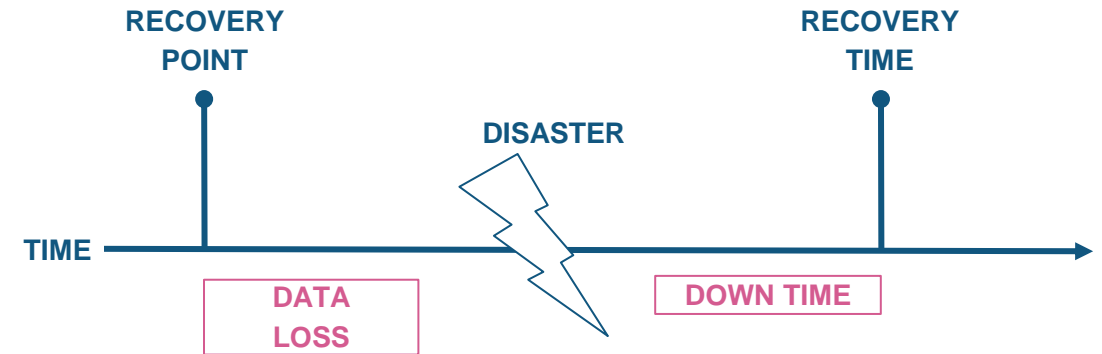 RECOVERY
POINT
RECOVERY
TIME
DISASTER
TIME
DATA
LOSS
DOWN TIME